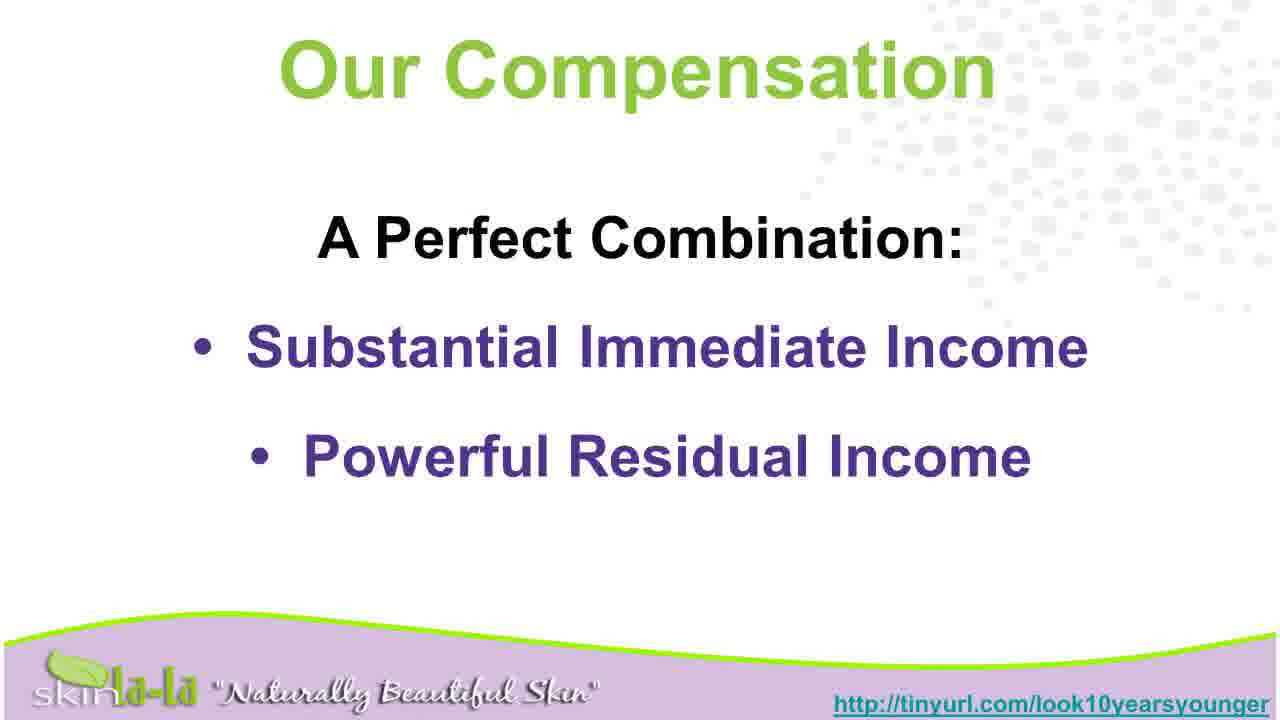 Our Compensation
A Perfect Combination:
• Substantial Immediate Income
• Powerful Residual Income
skin la-la "Naturally Beautiful Skin"
http://tinyurl.com/look10yearsyounger